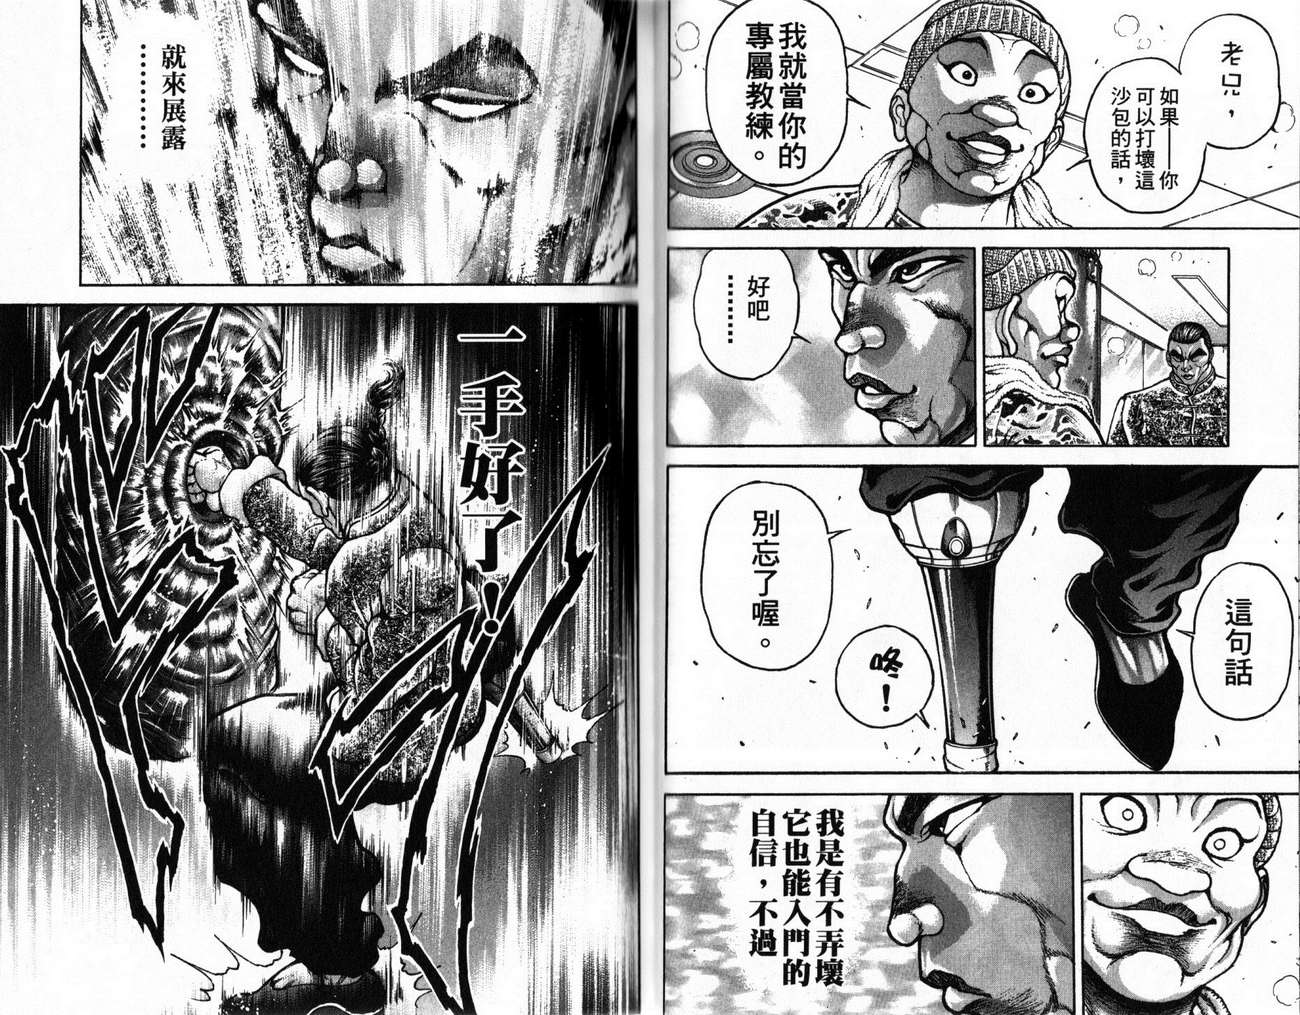 老兄，
如果──你
可以打壞這
沙包的話，
我就當你的
專屬教練。
好吧
………
這句話
別忘了喔。
咚！
我是有不弄壞
它也能入門的
自信，不過
就來展露
…………
一手好了！